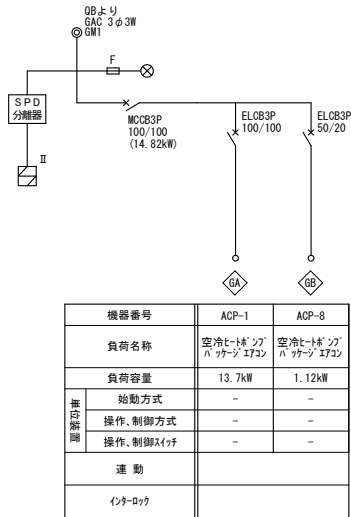 QBより
GAC 3φ3W
GM1
F
SPD
分離器
Ⅱ
MCCB3P
100/100
(14.82kW)
ELCB3P
100/100
ELCB3P
50/20
GA
GB
機器番号 ACP-1 ACP-8
負荷名称 空冷ヒートポンプ 空冷ヒートポンプ
パッケージエアコン パッケージエアコン
負荷容量 13.7kW 1.12kW
単位装置
始動方式 - -
操作、制御方式 - -
操作、制御スイッチ - -
連動
インターロック